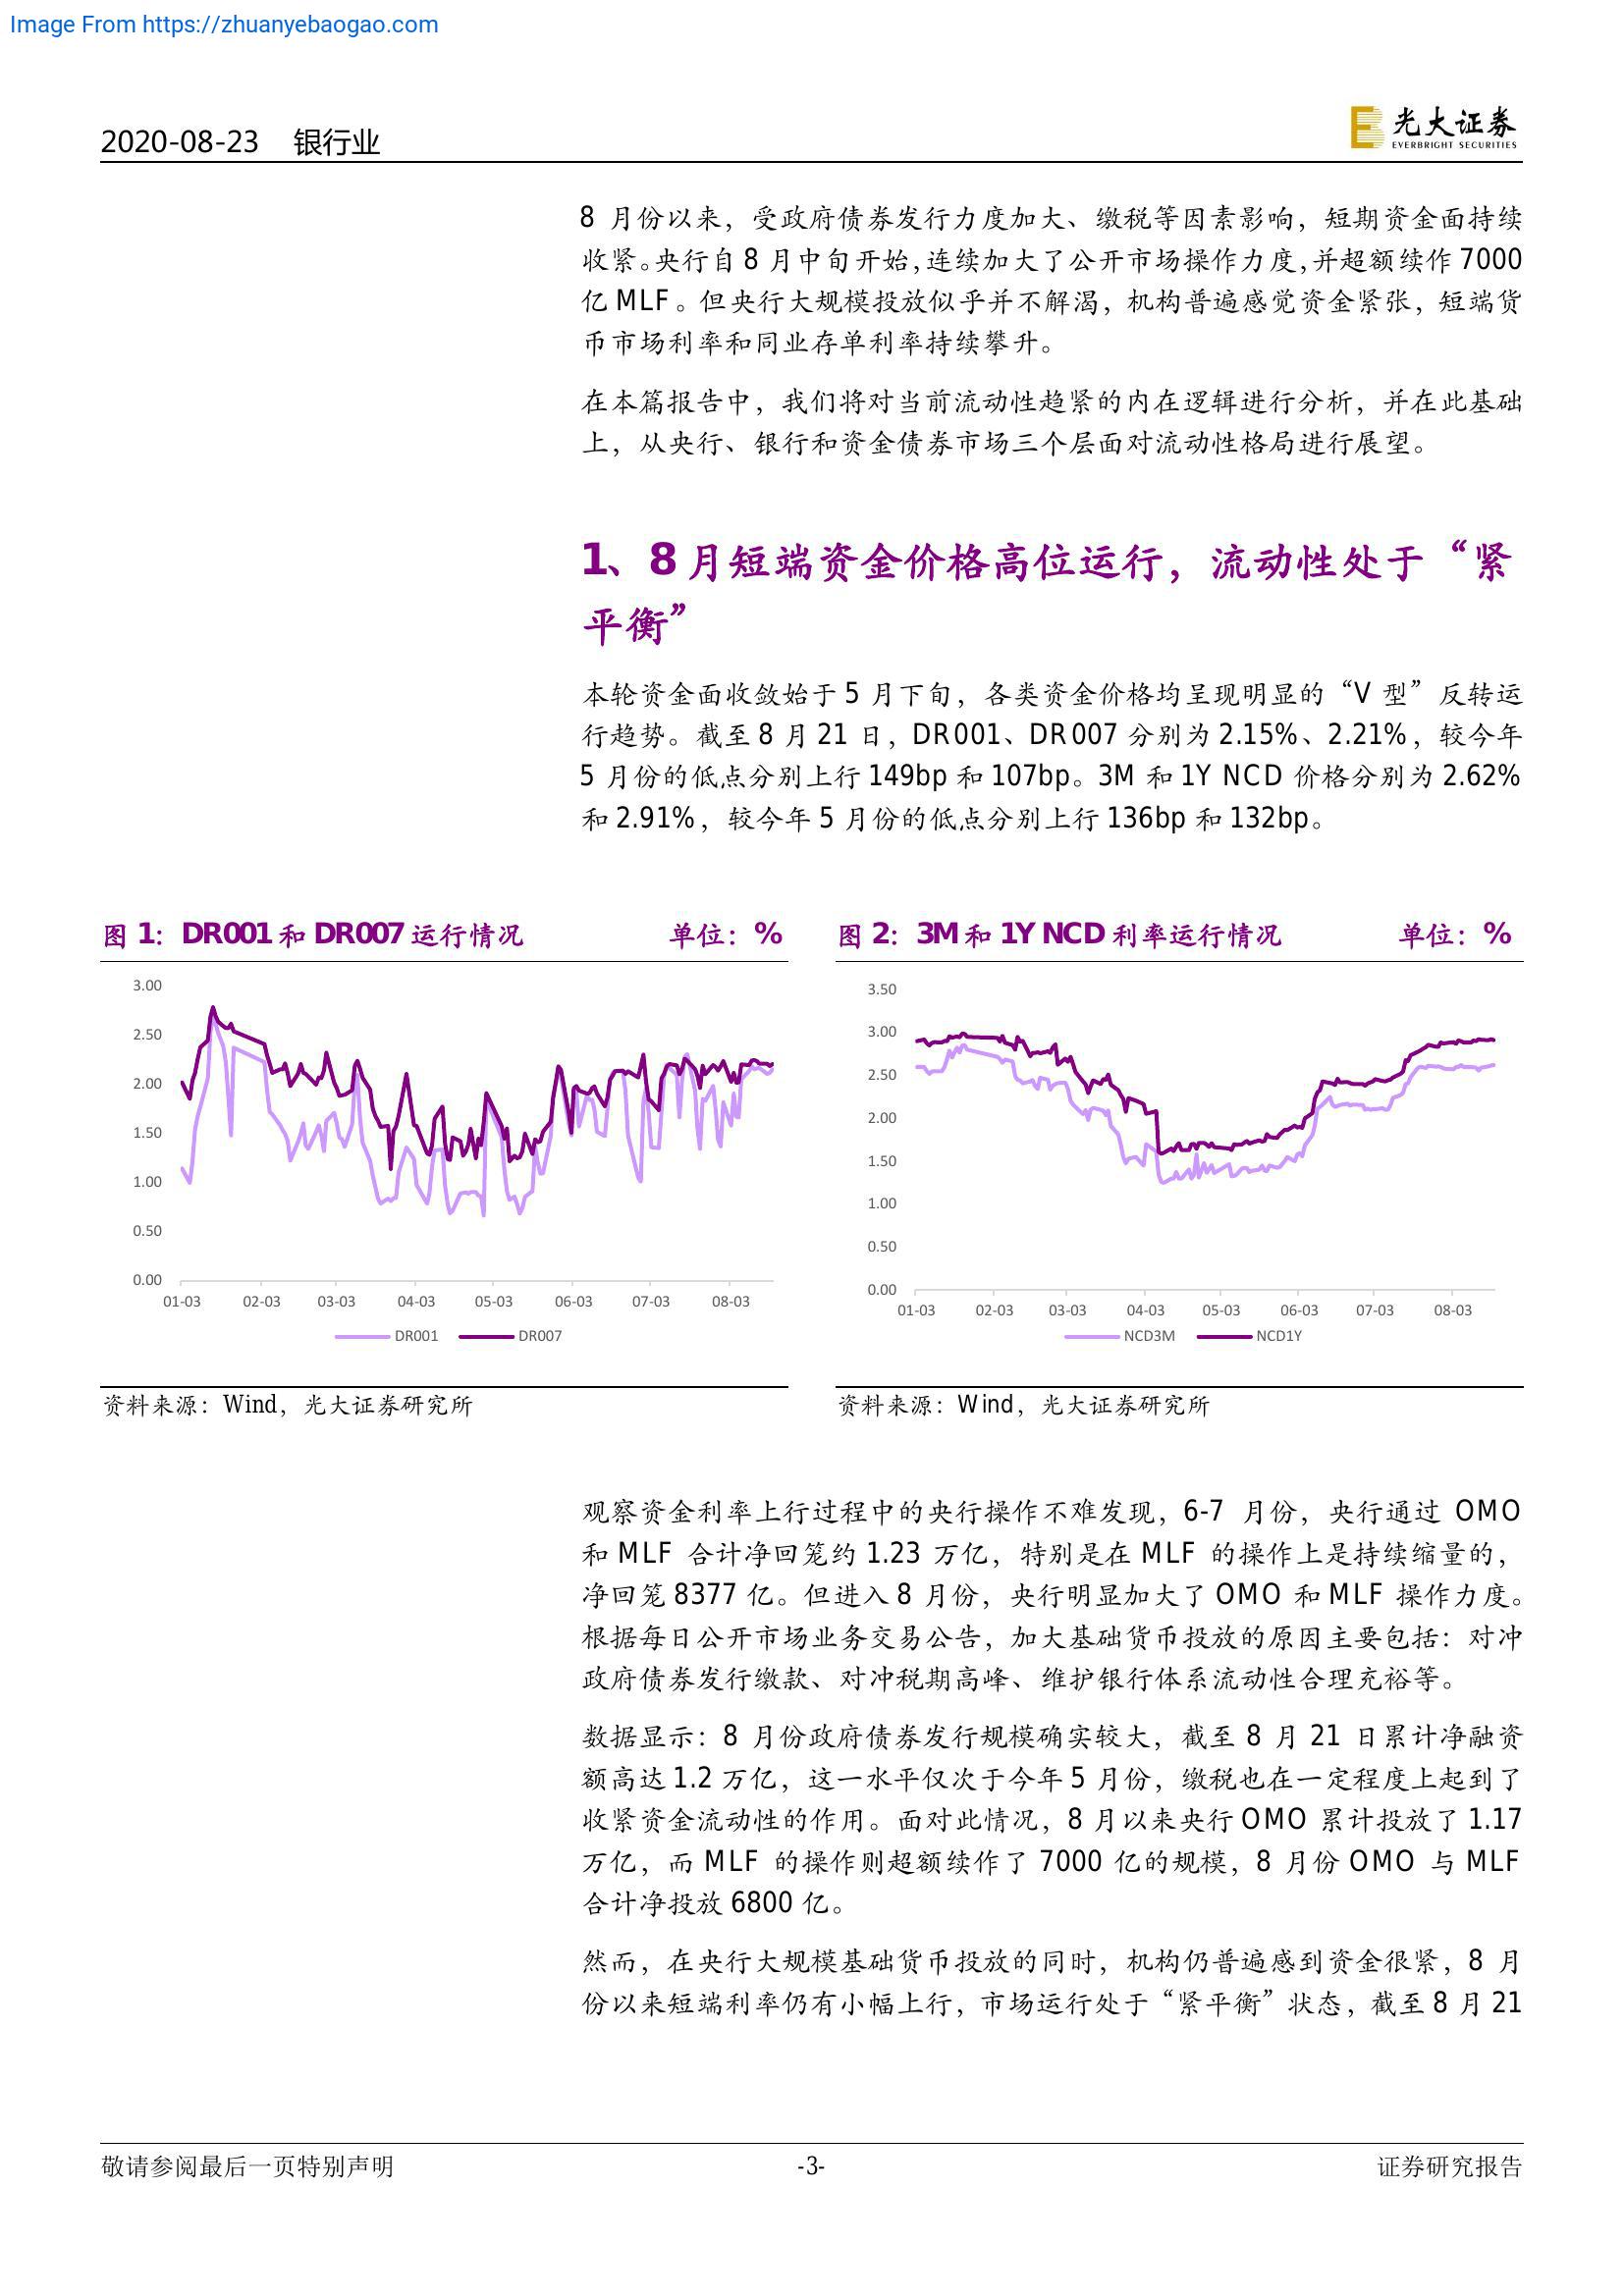 Image From https://zhuanyebaogao.com
2020-08-23 银行业
光大证券
EVERBRIGHT SECURITIES
8 月份以来，受政府债券发行力度加大、缴税等因素影响，短期资金面持续
收紧。央行自 8 月中旬开始，连续加大了公开市场操作力度，并超额续作 7000
亿 MLF。但央行大规模投放似乎并不解渴，机构普遍感觉资金紧张，短端货
币市场利率和同业存单利率持续攀升。
在本篇报告中，我们将对当前流动性趋紧的内在逻辑进行分析，并在此基础
上，从央行、银行和资金债券市场三个层面对流动性格局进行展望。
1、8 月短端资金价格高位运行，流动性处于“紧
平衡”
本轮资金面收敛始于 5 月下旬，各类资金价格均呈现明显的“V 型”反转运
行趋势。截至 8 月 21 日，DR001、DR007 分别为 2.15%、2.21%，较今年
5 月份的低点分别上行 149bp 和 107bp。3M 和 1Y NCD 价格分别为 2.62%
和 2.91%，较今年 5 月份的低点分别上行 136bp 和 132bp。
图 1：DR001 和 DR007 运行情况 单位：%
3.00
2.50
2.00
1.50
1.00
0.50
0.00
01-03 02-03 03-03 04-03 05-03 06-03 07-03 08-03
DR001 DR007
资料来源：Wind，光大证券研究所
图 2：3M 和 1Y NCD 利率运行情况 单位：%
3.50
3.00
2.50
2.00
1.50
1.00
0.50
0.00
01-03 02-03 03-03 04-03 05-03 06-03 07-03 08-03
NCD3M NCD1Y
资料来源：Wind，光大证券研究所
观察资金利率上行过程中的央行操作不难发现，6-7 月份，央行通过 OMO
和 MLF 合计净回笼约 1.23 万亿，特别是在 MLF 的操作上是持续缩量的，
净回笼 8377 亿。但进入 8 月份，央行明显加大了 OMO 和 MLF 操作力度。
根据每日公开市场业务交易公告，加大基础货币投放的原因主要包括：对冲
政府债券发行缴款、对冲税期高峰、维护银行体系流动性合理充裕等。
数据显示：8 月份政府债券发行规模确实较大，截至 8 月 21 日累计净融资
额高达 1.2 万亿，这一水平仅次于今年 5 月份，缴税也在一定程度上起到了
收紧资金流动性的作用。面对此情况，8 月以来央行 OMO 累计投放了 1.17
万亿，而 MLF 的操作则超额续作了 7000 亿的规模，8 月份 OMO 与 MLF
合计净投放 6800 亿。
然而，在央行大规模基础货币投放的同时，机构仍普遍感到资金很紧，8 月
份以来短端利率仍有小幅上行，市场运行处于“紧平衡”状态，截至 8 月 21
敬请参阅最后一页特别声明 -3- 证券研究报告